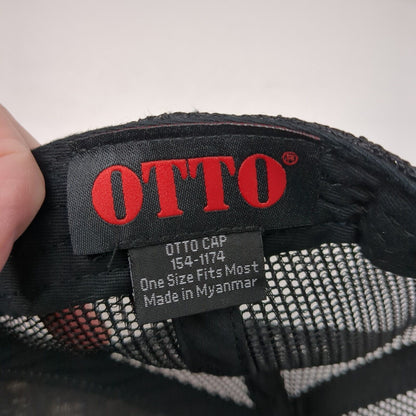 OTTO®
OTTO CAP
154-1174
One Size Fits Most
Made in Myanmar